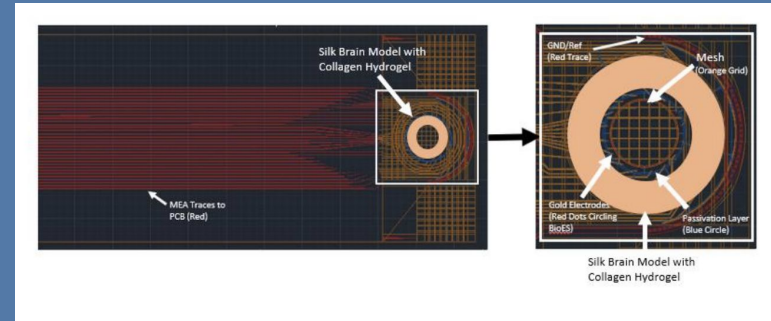 Silk Brain Model with
Collagen Hydrogel
MEA Traces to
PCB (Red)
GND/Ref
(Red Trace)
Mesh
(Orange Grid)
Gold Electrodes
(Red Dots Circling
BioES)
Passivation Layer
(Blue Circle)
Silk Brain Model with
Collagen Hydrogel